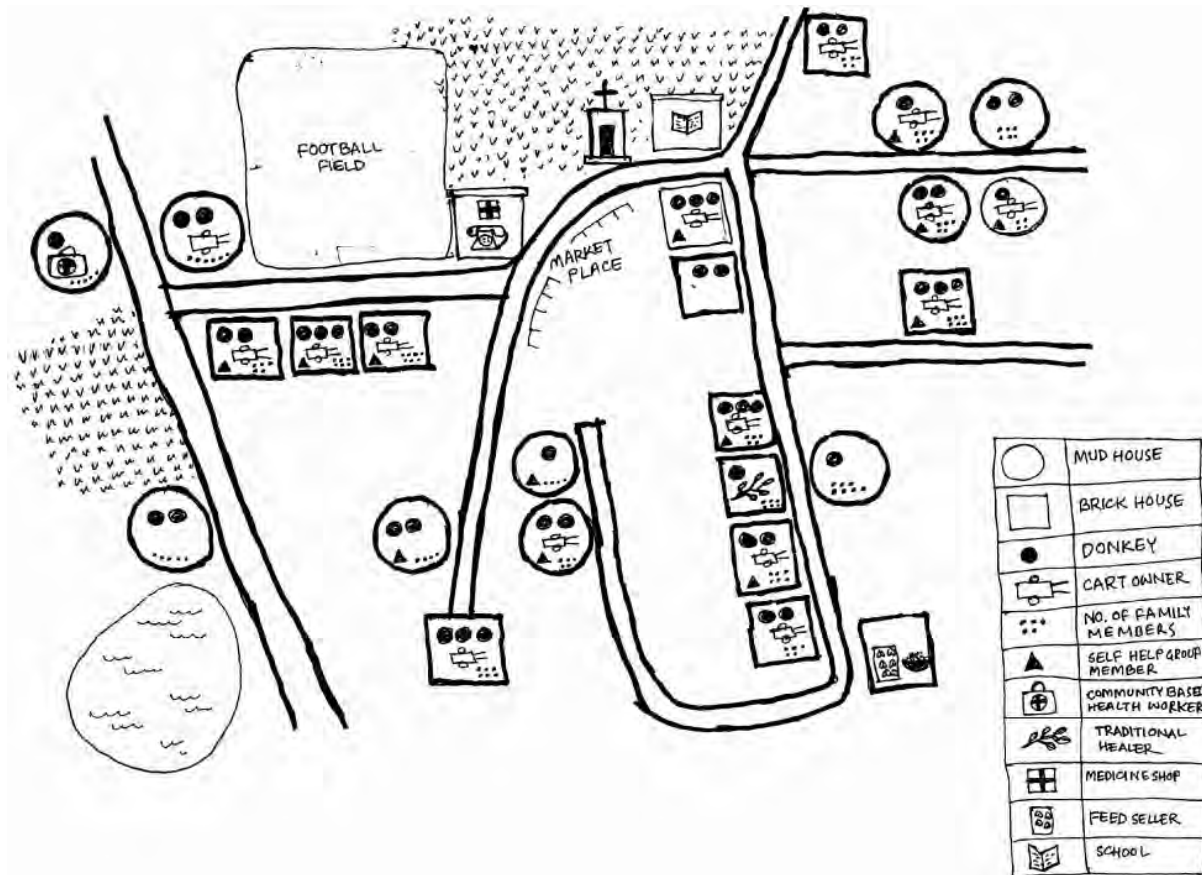 FOOTBALL
FIELD
MARKET
PLACE
MUD HOUSE
BRICK HOUSE
DONKEY
CART OWNER
NO. OF FAMILY
MEMBERS
SELF HELP GROUP
MEMBER
COMMUNITY BASED
HEALTH WORKER
TRADITIONAL
HEALER
MEDICINE SHOP
FEED SELLER
SCHOOL